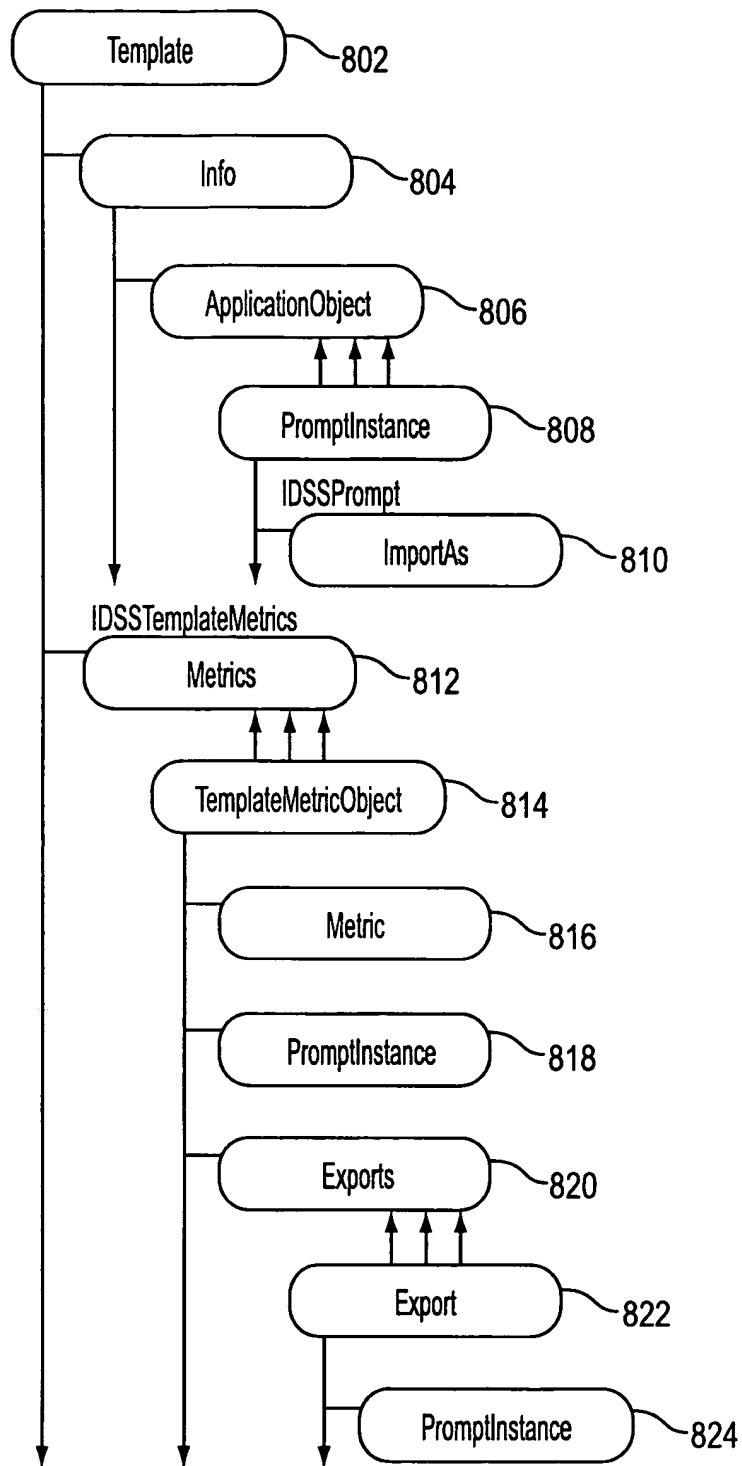 Template
802
Info
804
ApplicationObject
806
PromptInstance
808
IDSSPrompt
ImportAs
810
IDSSTemplateMetrics
Metrics
812
TemplateMetricObject
814
Metric
816
PromptInstance
818
Exports
820
Export
822
PromptInstance
824